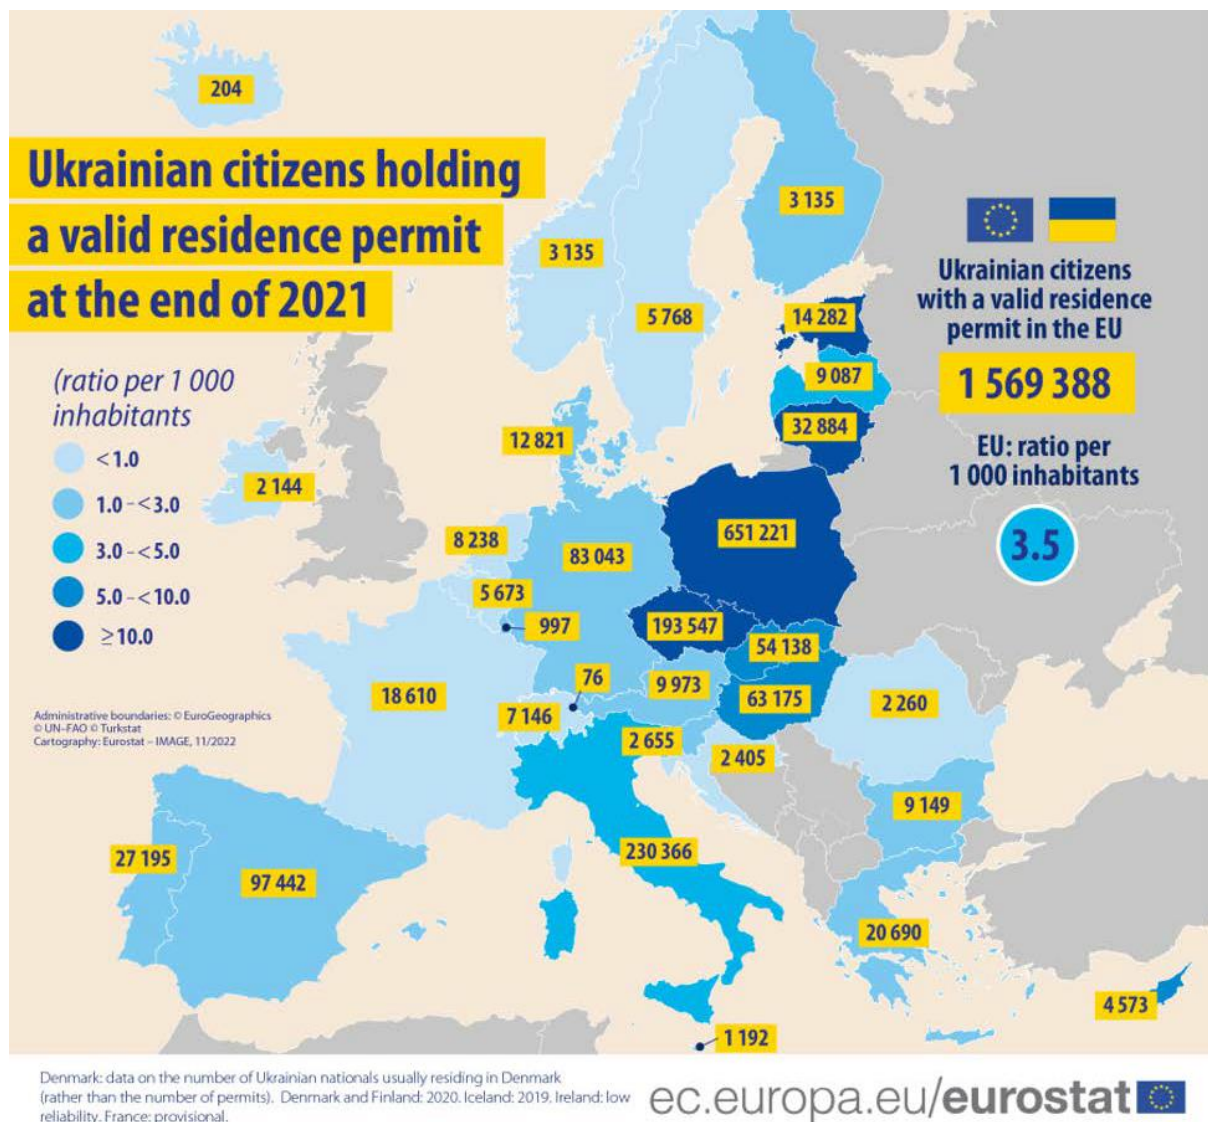 204
Ukrainian citizens holding
a valid residence permit
at the end of 2021
3 135
3 135
5 768
Ukrainian citizens
with a valid residence
permit in the EU
1 569 388
EU: ratio per
1 000 inhabitants
3.5
(ratio per 1 000
inhabitants
<1.0
1.0 – <3.0
3.0 – <5.0
5.0 – <10.0
≥10.0
14 282
9 087
32 884
12 821
2 144
8 238
83 043
651 221
5 673
997
193 547
54 138
76
9 973
63 175
18 610
7 146
2 655
2 405
2 260
9 149
Administrative boundaries: © EuroGeographics
© UN–FAO © Turkstat
Cartography: Eurostat – IMAGE, 11/2022
27 195
97 442
230 366
20 690
4 573
1 192
Denmark: data on the number of Ukrainian nationals usually residing in Denmark
(rather than the number of permits). Denmark and Finland: 2020. Iceland: 2019. Ireland: low
reliability. France: provisional.
ec.europa.eu/eurostat